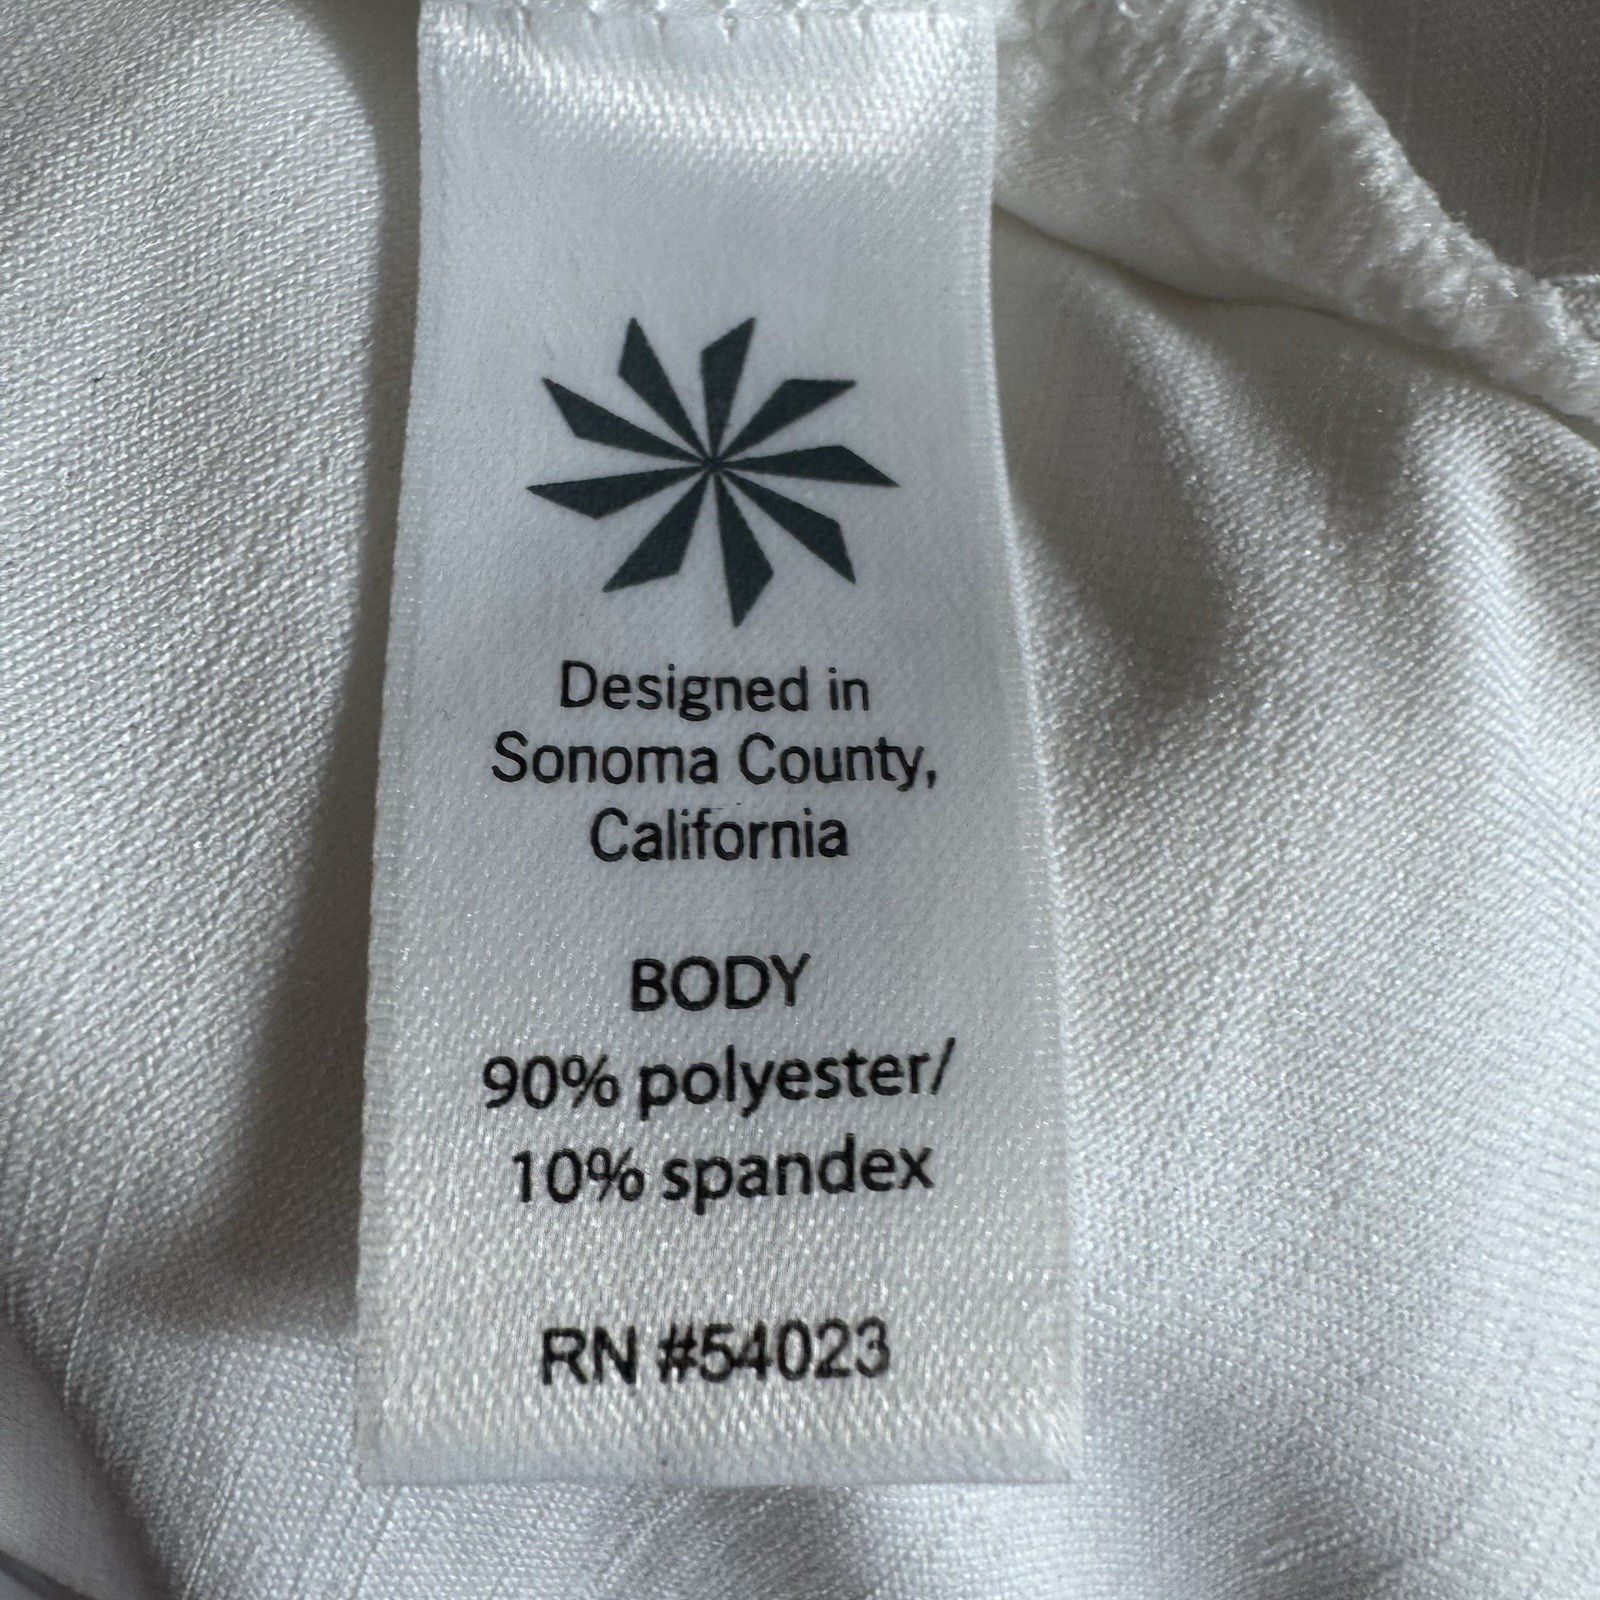 Designed in
Sonoma County,
California
BODY
90% polyester/
10% spandex
RN #54023